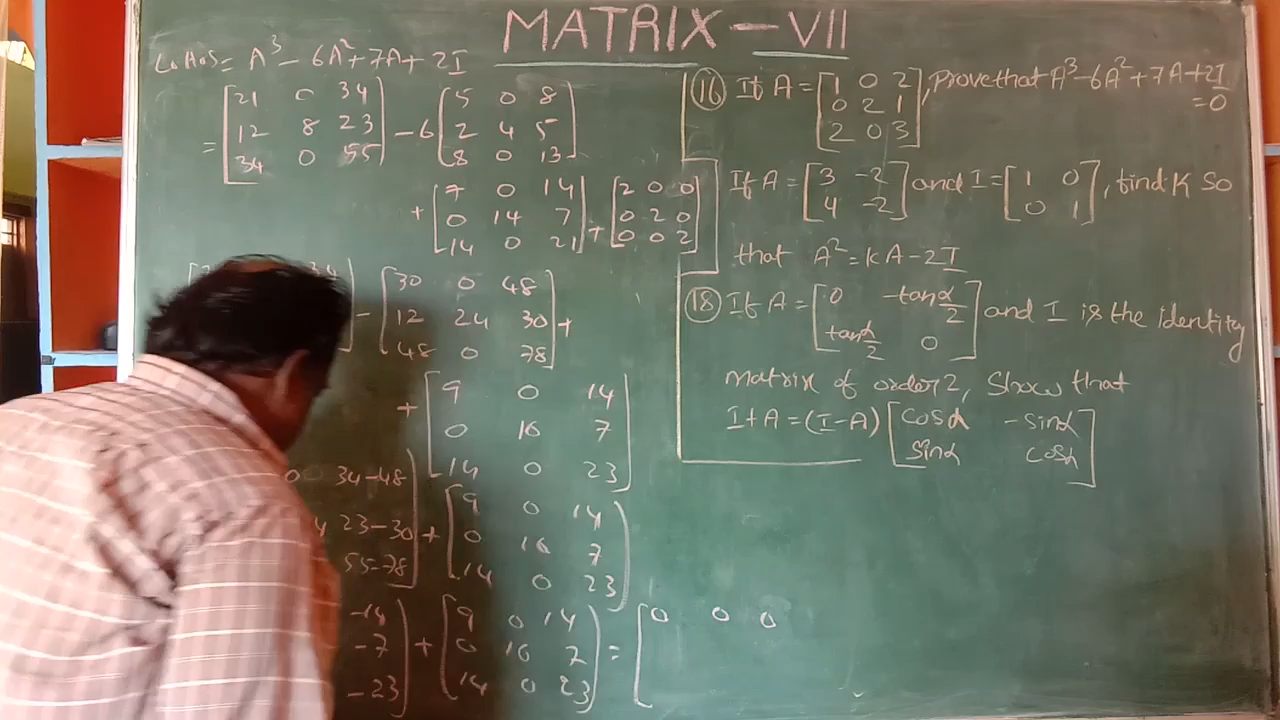 MATRIX - VII
L.H.S = A³ - 6A² + 7A + 2I
= [21 0 34
12 8 23
34 0 55] - 6 [5 0 8
2 4 5
8 0 13]
+ [7 0 14
0 14 7
14 0 21] + [2 0 0
0 2 0
0 0 2]
34] - [30 0 48
12 24 30
48 0 78] +
+ [9 0 14
0 16 7
14 0 23]
0 34-48
4 23-30
55-78] + [9 0 14
0 16 7
14 0 23]
-14
-7
-23] + [9 0 14
0 16 7
14 0 23] = [0 0 0
(16) If A = [1 0 2
0 2 1
2 0 3], Prove that A³ - 6A² + 7A + 2I
= 0
If A = [3 -2
4 -2] and I = [1 0
0 1], find K so
that A² = kA - 2I
(18) If A = [0 -tan α/2
tan α/2 0] and I is the identity
Matrix of order 2, Show that
I + A = (I - A) [cosα -sinα
sinα cosα]